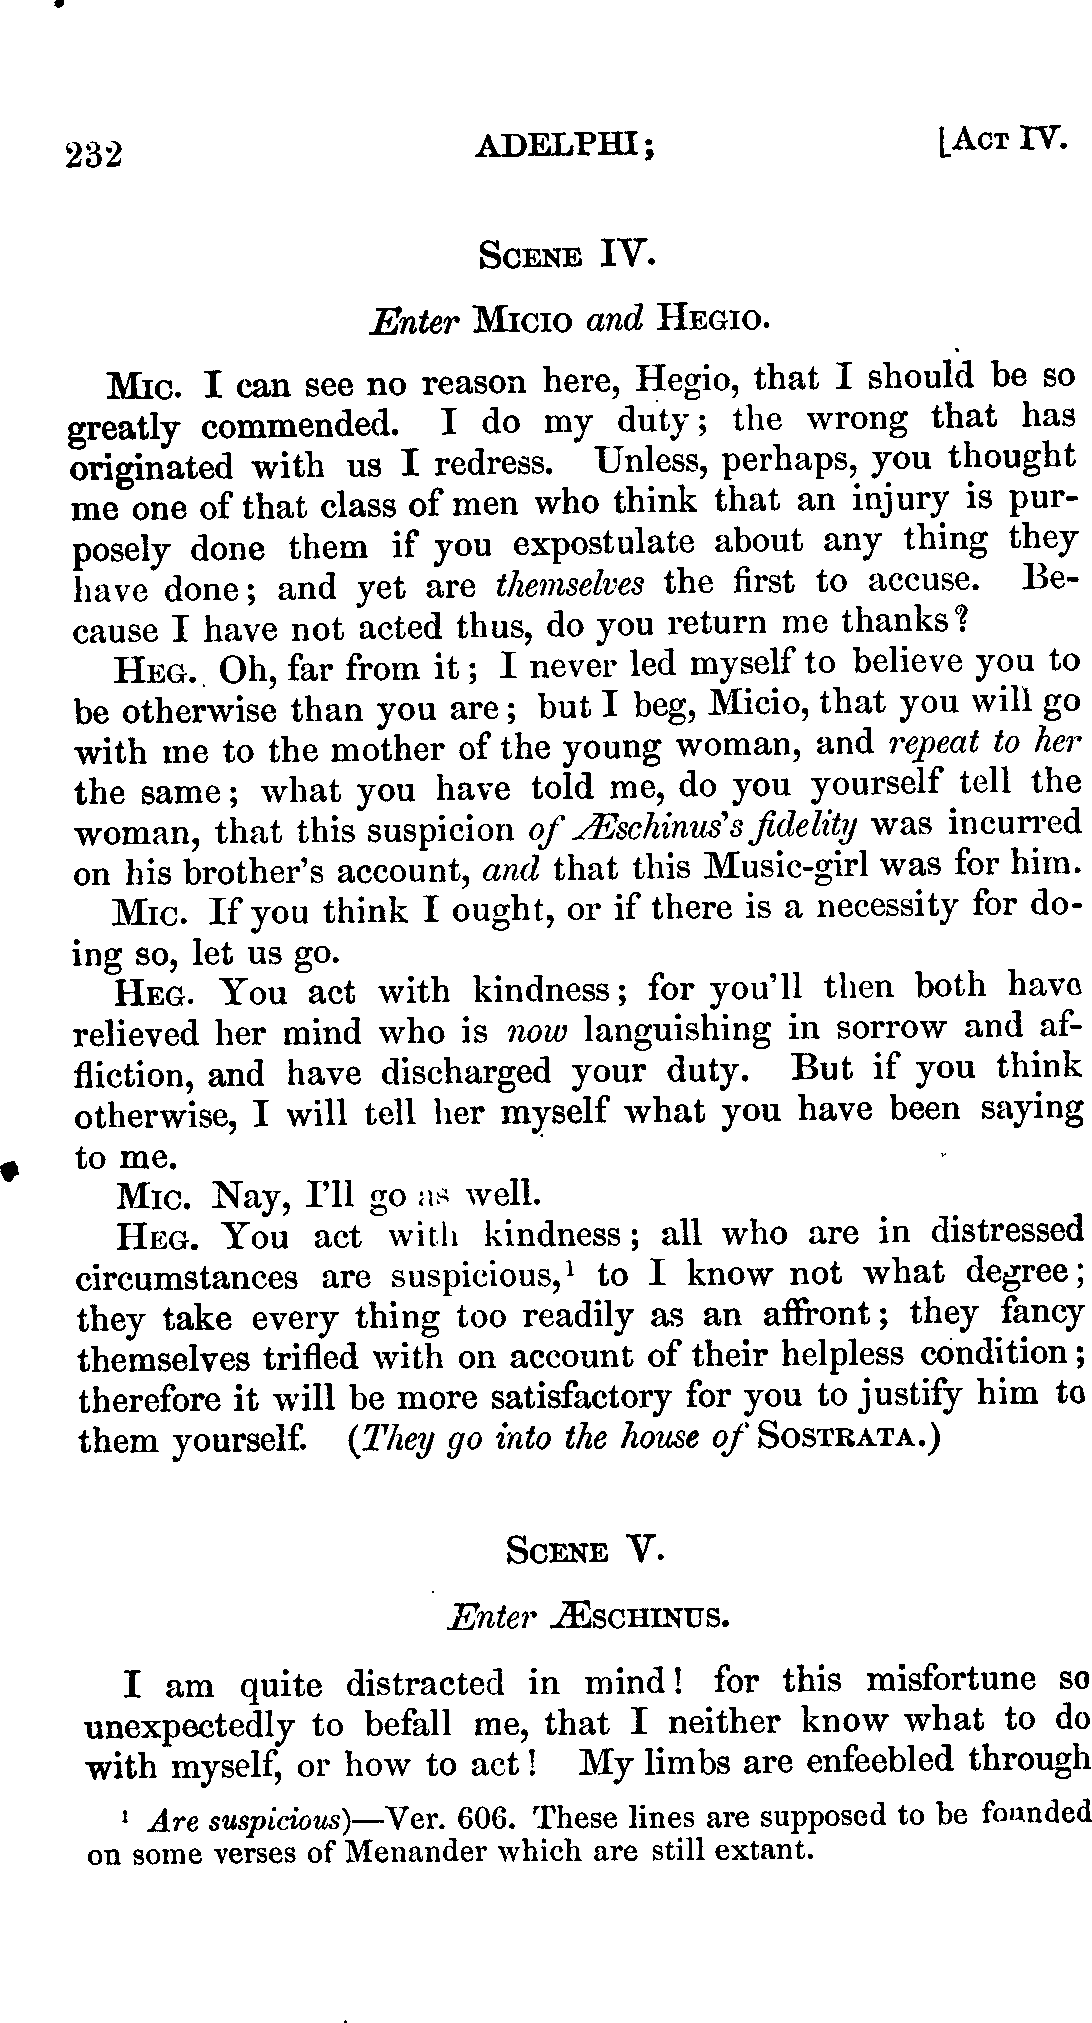 232 ADELPHI; [ACT IV.
SCENE IV.
Enter MICIO and HEGIO.
MIC. I can see no reason here, Hegio, that I should be so
greatly commended. I do my duty; the wrong that has
originated with us I redress. Unless, perhaps, you thought
me one of that class of men who think that an injury is pur-
posely done them if you expostulate about any thing they
have done; and yet are themselves the first to accuse. Be-
cause I have not acted thus, do you return me thanks?
HEG. Oh, far from it; I never led myself to believe you to
be otherwise than you are; but I beg, Micio, that you will go
with me to the mother of the young woman, and repeat to her
the same; what you have told me, do you yourself tell the
woman, that this suspicion of Æschinus's fidelity was incurred
on his brother's account, and that this Music-girl was for him.
MIC. If you think I ought, or if there is a necessity for do-
ing so, let us go.
HEG. You act with kindness; for you'll then both have
relieved her mind who is now languishing in sorrow and af-
fliction, and have discharged your duty. But if you think
otherwise, I will tell her myself what you have been saying
to me.
MIC. Nay, I'll go as well.
HEG. You act with kindness; all who are in distressed
circumstances are suspicious,¹ to I know not what degree;
they take every thing too readily as an affront; they fancy
themselves trifled with on account of their helpless condition;
therefore it will be more satisfactory for you to justify him to
them yourself. (They go into the house of SOSTRATA.)
SCENE V.
Enter ÆSCHINUS.
I am quite distracted in mind! for this misfortune so
unexpectedly to befall me, that I neither know what to do
with myself, or how to act! My limbs are enfeebled through
¹ Are suspicious)—Ver. 606. These lines are supposed to be founded
on some verses of Menander which are still extant.